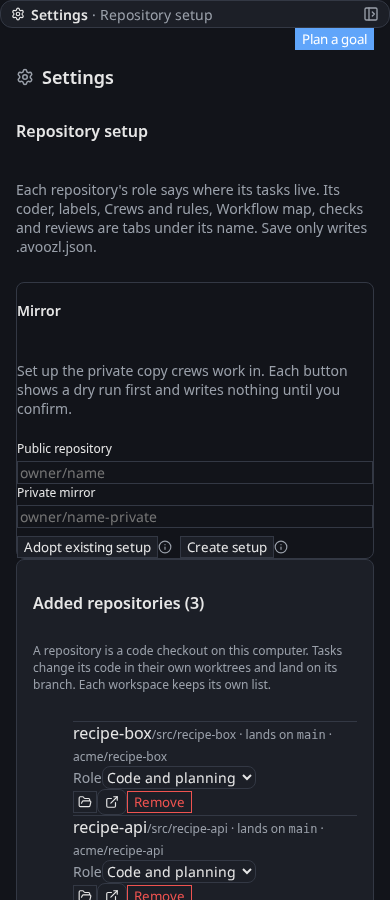 Settings · Repository setup
Plan a goal
Settings
Repository setup
Each repository's role says where its tasks live. Its
coder, labels, Crews and rules, Workflow map, checks
and reviews are tabs under its name. Save only writes
.avoozl.json.
Mirror
Set up the private copy crews work in. Each button
shows a dry run first and writes nothing until you
confirm.
Public repository
owner/name
Private mirror
owner/name-private
Adopt existing setup Create setup
Added repositories (3)
A repository is a code checkout on this computer. Tasks
change its code in their own worktrees and land on its
branch. Each workspace keeps its own list.
recipe-box/src/recipe-box · lands on main ·
acme/recipe-box
Role Code and planning
Remove
recipe-api/src/recipe-api · lands on main ·
acme/recipe-api
Role Code and planning
Remove